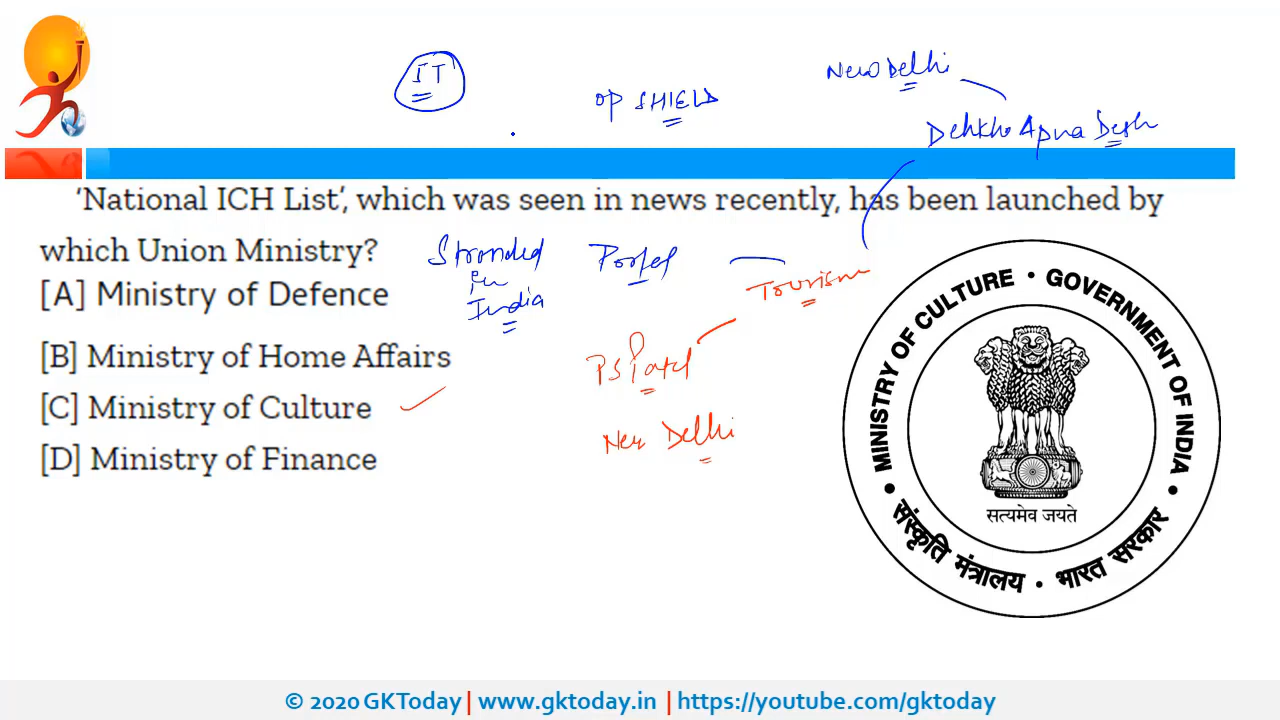 IT
OP SHIELD
New Delhi
Dehkho Apna Desh
‘National ICH List’, which was seen in news recently, has been launched by
which Union Ministry?
Stranded
in
India
Portal
Tourism
[A] Ministry of Defence
[B] Ministry of Home Affairs
PS Patel
[C] Ministry of Culture
New Delhi
[D] Ministry of Finance
MINISTRY OF CULTURE • GOVERNMENT OF INDIA
सत्यमेव जयते
• संस्कृति मंत्रालय • भारत सरकार •
© 2020 GKToday | www.gktoday.in | https://youtube.com/gktoday